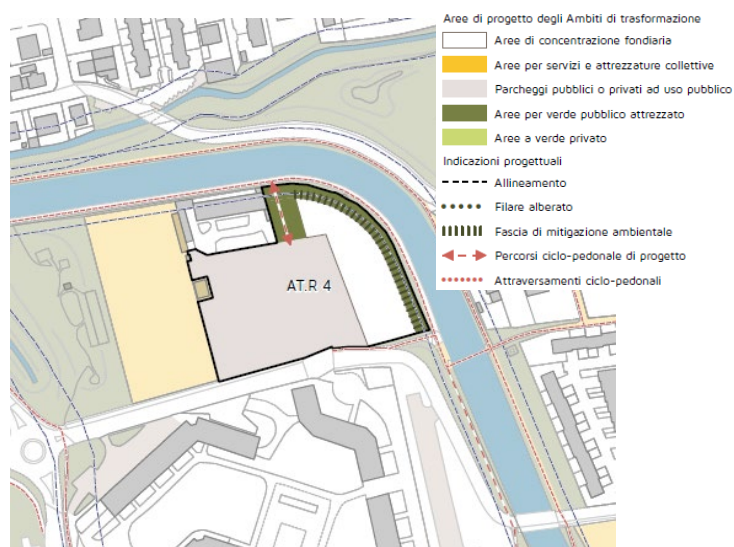 Aree di progetto degli Ambiti di trasformazione
Aree di concentrazione fondiaria
Aree per servizi e attrezzature collettive
Parcheggi pubblici o privati ad uso pubblico
Aree per verde pubblico attrezzato
Aree a verde privato
Indicazioni progettuali
Allineamento
Filare alberato
Fascia di mitigazione ambientale
Percorsi ciclo-pedonale di progetto
Attraversamenti ciclo-pedonali
AT.R 4